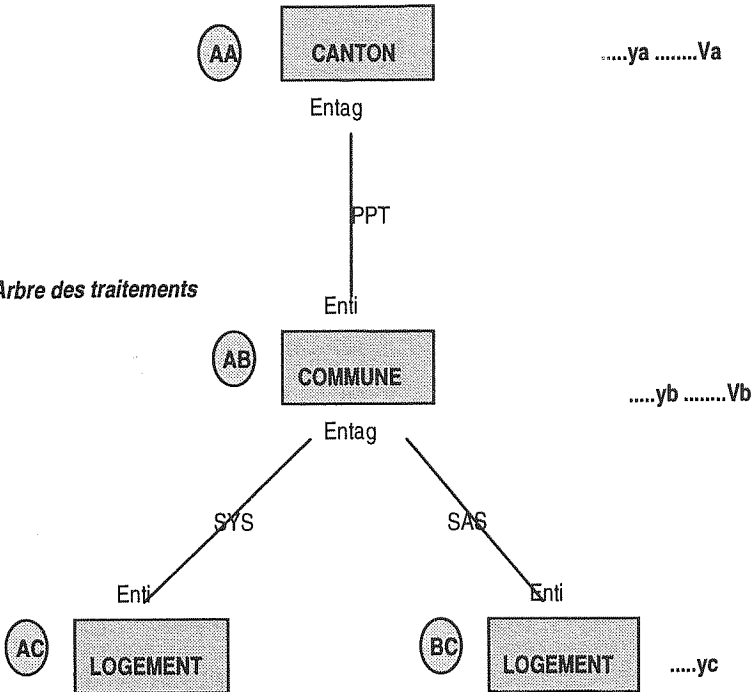 AA CANTON .....ya ........Va
Entag
PPT
Arbre des traitements
Enti
AB COMMUNE .....yb ........Vb
Entag
SYS SAS
Enti Enti
AC LOGEMENT BC LOGEMENT .....yc